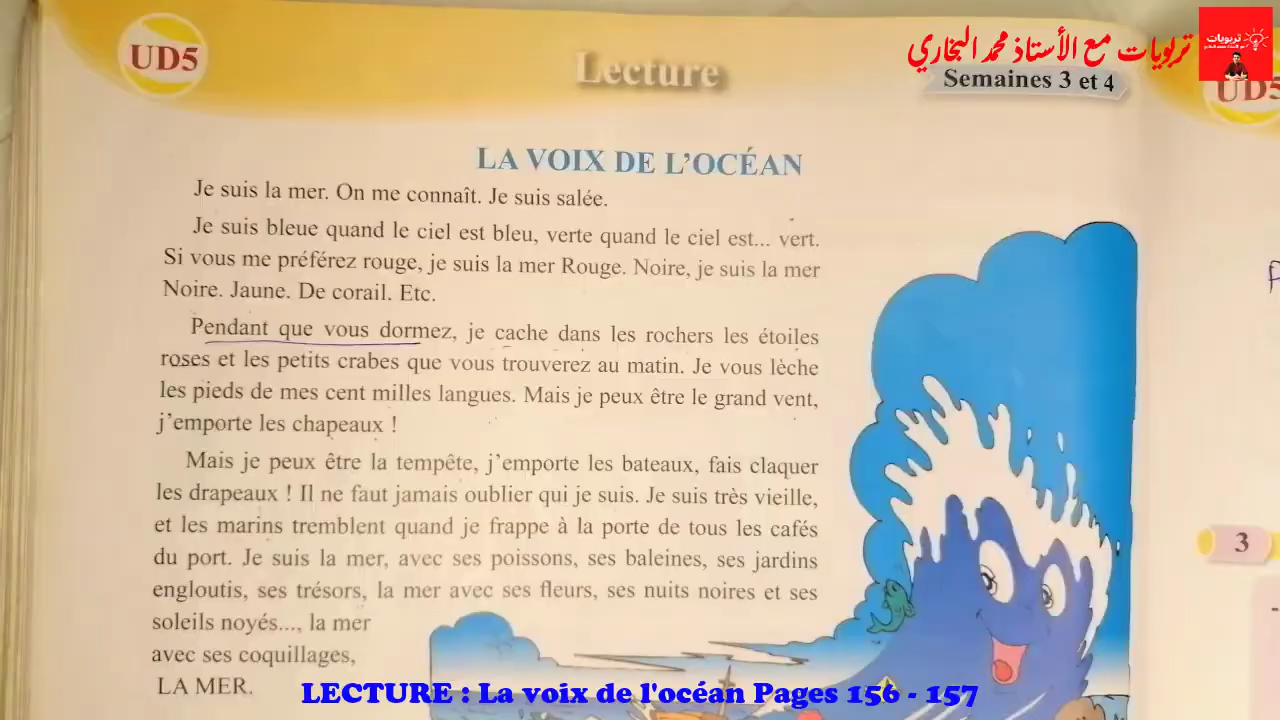 UD5
Lecture
تربويات مع الأستاذ محمد البخاري
تربويات
Semaines 3 et 4
UD5
LA VOIX DE L'OCÉAN
Je suis la mer. On me connaît. Je suis salée.
Je suis bleue quand le ciel est bleu, verte quand le ciel est... vert.
Si vous me préférez rouge, je suis la mer Rouge. Noire, je suis la mer
Noire. Jaune. De corail. Etc.
Pendant que vous dormez, je cache dans les rochers les étoiles
roses et les petits crabes que vous trouverez au matin. Je vous lèche
les pieds de mes cent milles langues. Mais je peux être le grand vent,
j'emporte les chapeaux !
Mais je peux être la tempête, j'emporte les bateaux, fais claquer
les drapeaux ! Il ne faut jamais oublier qui je suis. Je suis très vieille,
et les marins tremblent quand je frappe à la porte de tous les cafés
du port. Je suis la mer, avec ses poissons, ses baleines, ses jardins
engloutis, ses trésors, la mer avec ses fleurs, ses nuits noires et ses
soleils noyés..., la mer
avec ses coquillages,
LA MER.
3
LECTURE : La voix de l'océan Pages 156 - 157